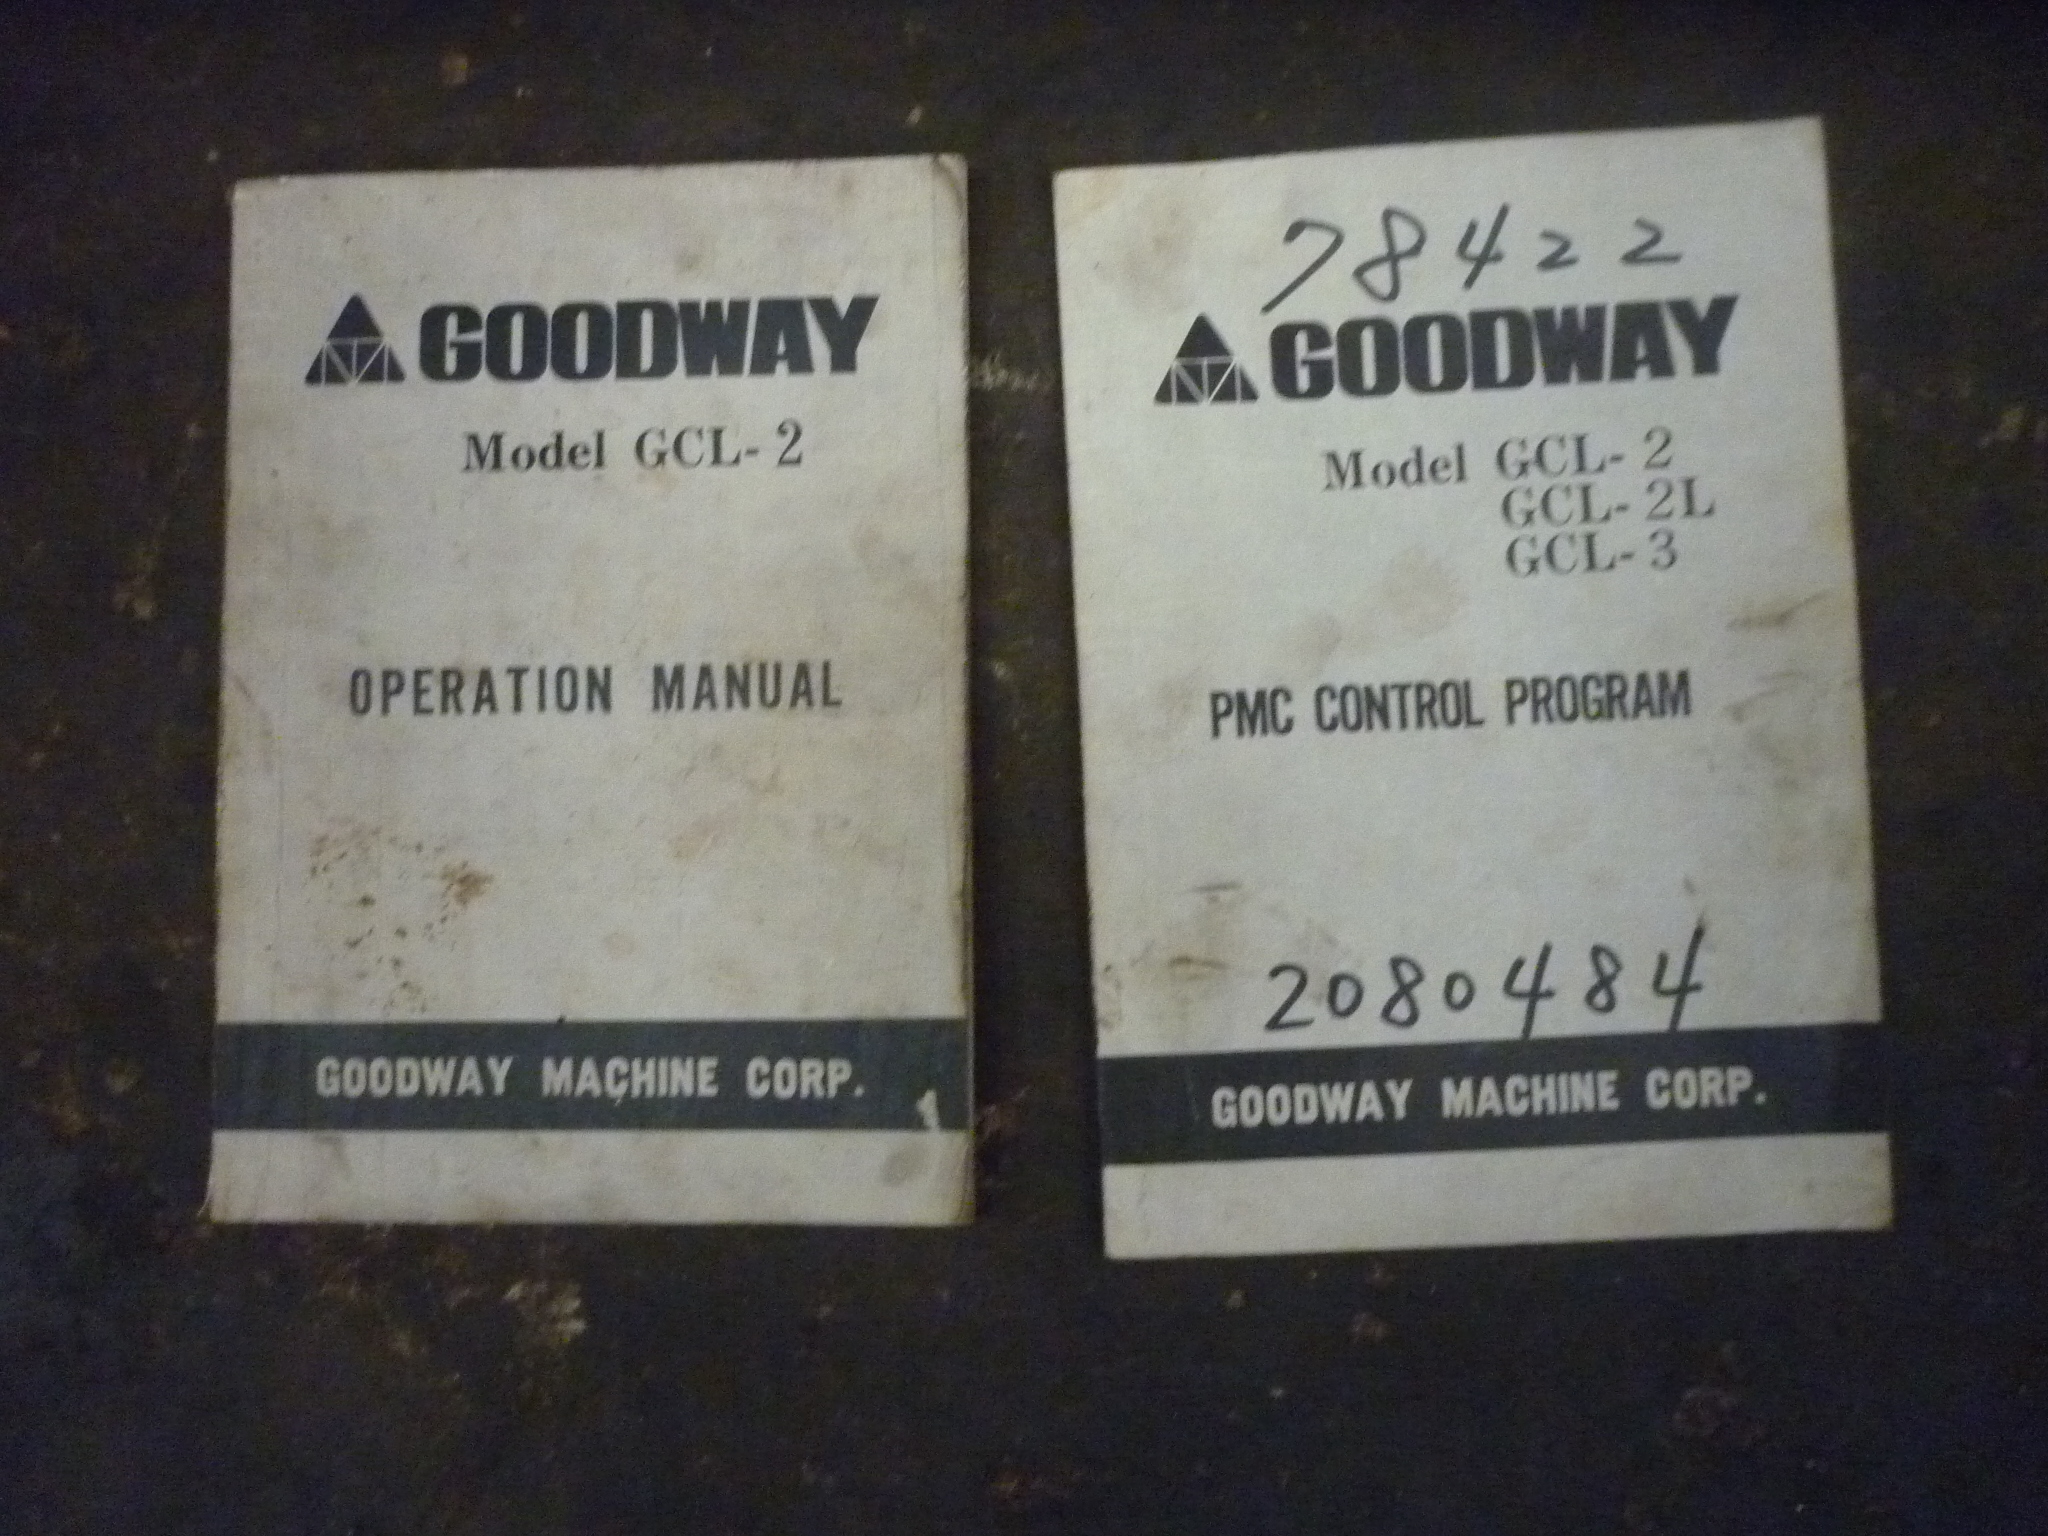 GOODWAY
Model GCL-2
OPERATION MANUAL
GOODWAY MACHINE CORP.
78422
GOODWAY
Model GCL-2
GCL-2L
GCL-3
PMC CONTROL PROGRAM
2080484
GOODWAY MACHINE CORP.